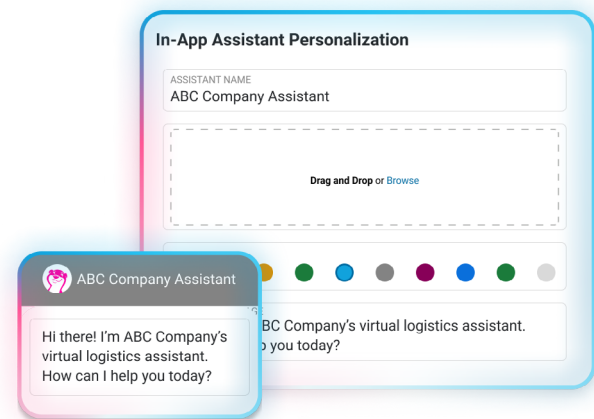 In-App Assistant Personalization
ASSISTANT NAME
ABC Company Assistant
Drag and Drop or Browse
BC Company’s virtual logistics assistant.
you today?
ABC Company Assistant
Hi there! I’m ABC Company’s
virtual logistics assistant.
How can I help you today?